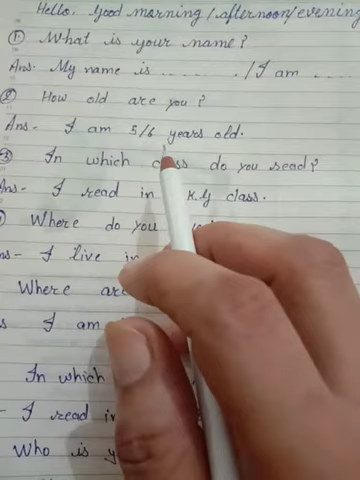 Hello. Good morning / afternoon / evening
① What is your name?
Ans. My name is ....... . / I am ....
② How old are you ?
Ans- I am 5/6 years old.
③ In which class do you read?
Ans- I read in K.G class.
Where do you
ns- I live in
Where are
s I am
In which
- I read in
Who is